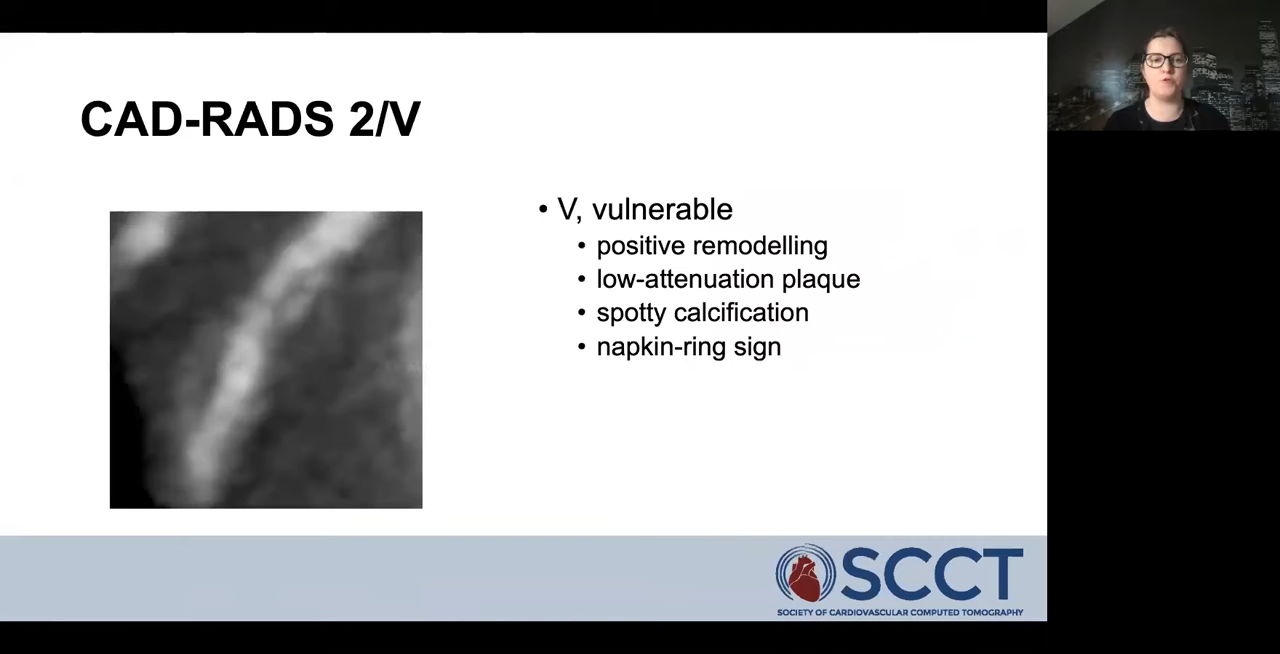 CAD-RADS 2/V
• V, vulnerable
• positive remodelling
• low-attenuation plaque
• spotty calcification
• napkin-ring sign
SCCT
SOCIETY OF CARDIOVASCULAR COMPUTED TOMOGRAPHY